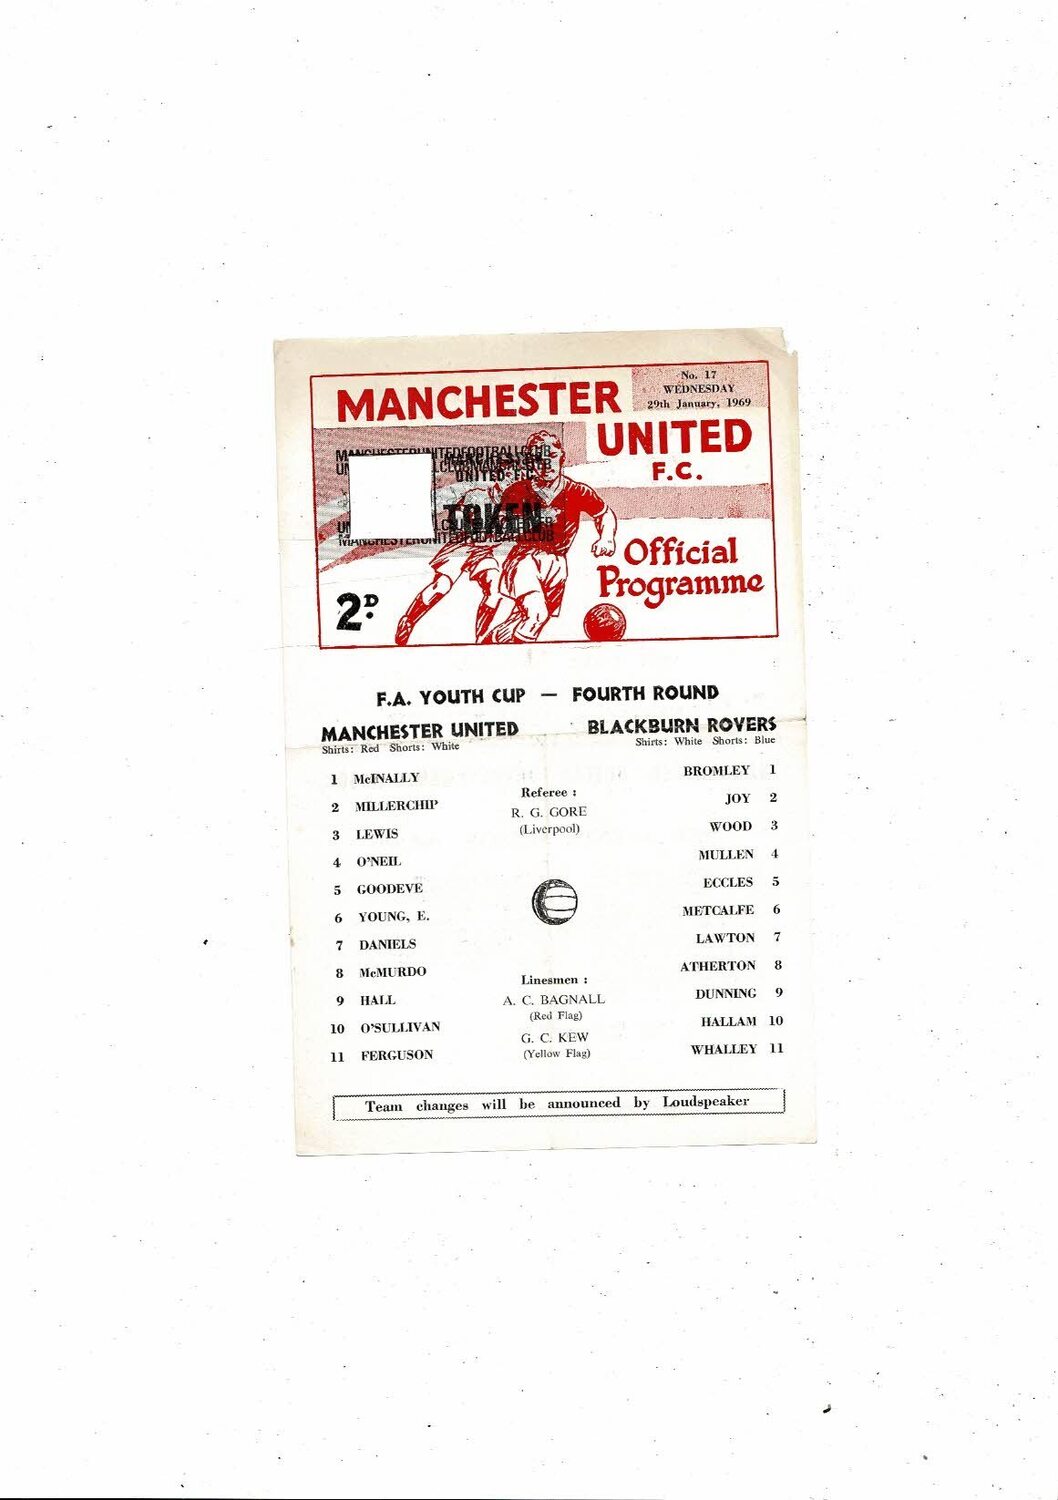 No. 17
WEDNESDAY
29th January, 1969
MANCHESTER
UNITED
F.C.
MANCHESTERUNITEDFOOTBALLCLUB
UNITED F.C.
TOKEN
MANCHESTERUNITEDFOOTBALLCLUB
Official
Programme
2D.
F.A. YOUTH CUP — FOURTH ROUND
MANCHESTER UNITED
Shirts: Red Shorts: White
BLACKBURN ROVERS
Shirts: White Shorts: Blue
1 McINALLY
2 MILLERCHIP
3 LEWIS
4 O'NEIL
5 GOODEVE
6 YOUNG, E.
7 DANIELS
8 McMURDO
9 HALL
10 O'SULLIVAN
11 FERGUSON
Referee :
R. G. GORE
(Liverpool)
Linesmen :
A. C. BAGNALL
(Red Flag)
G. C. KEW
(Yellow Flag)
BROMLEY 1
JOY 2
WOOD 3
MULLEN 4
ECCLES 5
METCALFE 6
LAWTON 7
ATHERTON 8
DUNNING 9
HALLAM 10
WHALLEY 11
Team changes will be announced by Loudspeaker